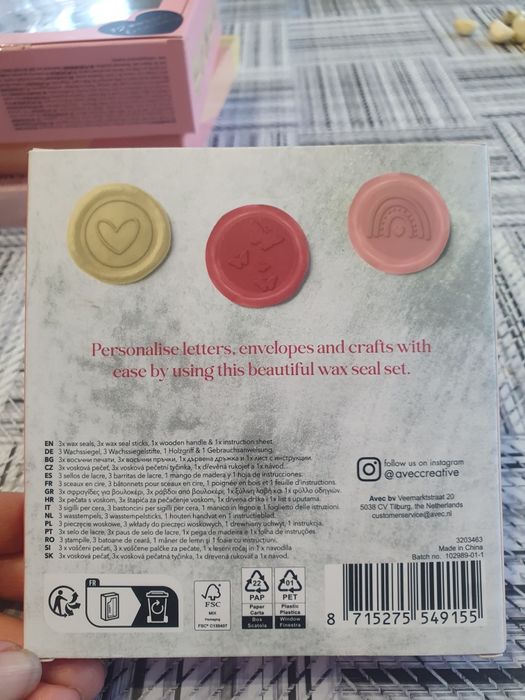 Personalise letters, envelopes and crafts with
ease by using this beautiful wax seal set.
EN 3x wax seals, 3x wax seal sticks, 1x wooden handle & 1x instruction sheet.
DE 3 Wachssiegel, 3 Wachssiegelstifte, 1 Holzgriff & 1 Gebrauchsanweisung.
BG 3x восъчни печати, 3x восъчни пръчки, 1x дървена дръжка и 1x лист с инструкции.
CZ 3x vosková pečeť, 3x vosková pečetní tyčinka, 1x dřevěná rukojeť a 1x návod.
ES 3 sellos de lacre, 3 barritas de lacre, 1 mango de madera y 1 hoja de instrucciones.
FR 3 sceaux en cire, 3 bâtonnets pour sceaux en cire, 1 poignée en bois et 1 feuille d'instructions.
GR 3x σφραγίδες για βουλοκέρι, 3x ράβδοι από βουλοκέρι, 1x ξύλινη λαβή και 1x φύλλο οδηγιών.
HR 3x pečata s voskom, 3x štapića za pečaćenje voskom, 1x drvena drška i 1x list s uputama.
IT 3 sigilli per cera, 3 bastoncini per sigilli per cera, 1 manico in legno e 1 foglietto delle istruzioni.
NL 3 wasstempels, 3 wasstempelsticks, 1 houten handvat en 1 instructieblad.
PL 3 pieczęcie woskowe, 3 wkłady do pieczęci woskowych, 1 drewniany uchwyt, 1 instrukcja.
PT 3x selo de lacre, 3x paus de selo de lacre, 1x pega de madeira e 1x folha de instruções.
RO 3 ștampile, 3 batoane de ceară, 1 mâner de lemn și 1 foaie cu instrucțiuni.
SI 3 x voščeni pečati, 3 x voščene palčke za pečate, 1 x leseni ročaj in 1 x navodila
SK 3x vosková pečať, 3x vosková pečatná tyčinka, 1x drevená rukoväť a 1x návod.
follow us on instagram
@aveccreative
Avec bv Veemarktstraat 20
5038 CV Tilburg, the Netherlands
customerservice@avec.nl
3203463
Made in China
Batch no. 102989-01-1
FR
FSC
MIX
Packaging
FSC® C138407
22
PAP
Paper
Carta
Box
Scatola
01
PET
Plastic
Plastica
Window
Finestra
8 715275 549155